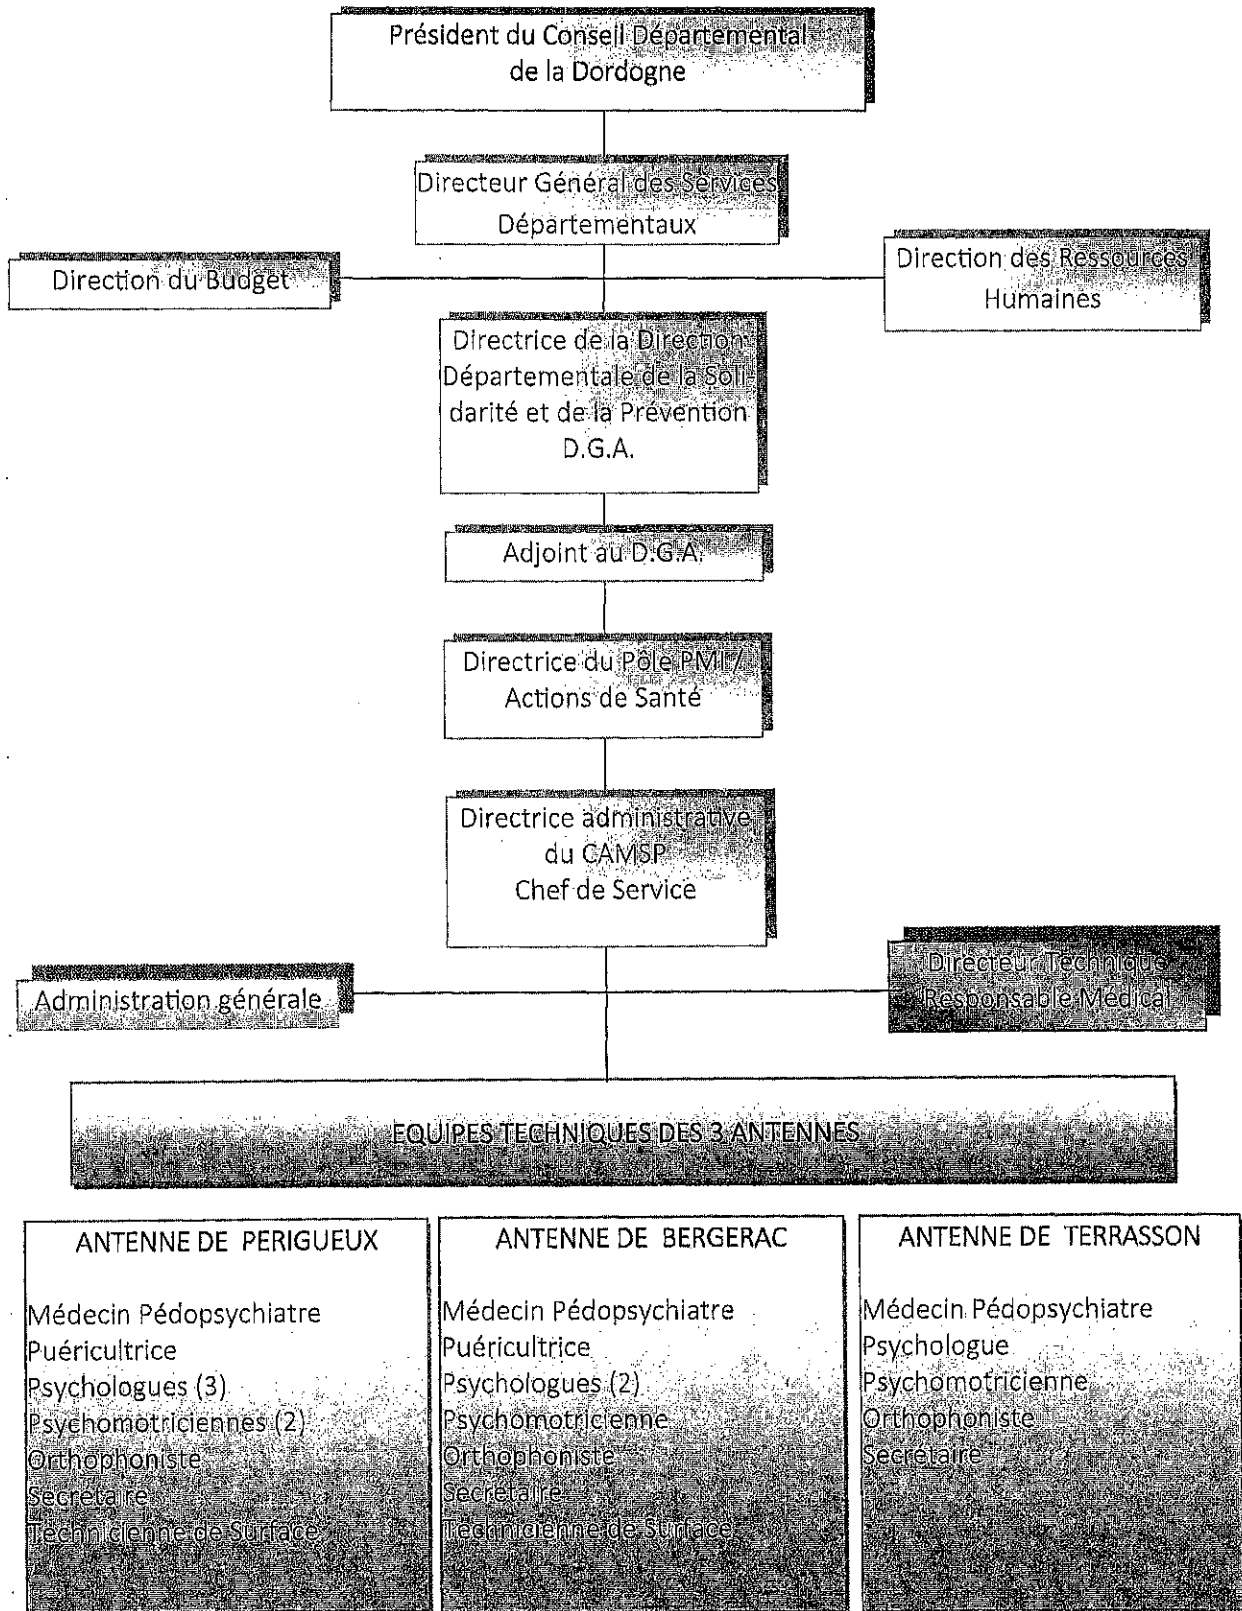 Président du Conseil Départemental
de la Dordogne
Directeur Général des Services
Départementaux
Direction du Budget
Direction des Ressources
Humaines
Directrice de la Direction
Départementale de la Soli-
darité et de la Prévention
D.G.A.
Adjoint au D.G.A.
Directrice du Pôle PMI /
Actions de Santé
Directrice administrative
du CAMSP
Chef de Service
Administration générale
Directeur Technique
Responsable Médical
EQUIPES TECHNIQUES DES 3 ANTENNES
ANTENNE DE PERIGUEUX
Médecin Pédopsychiatre
Puéricultrice
Psychologues (3)
Psychomotriciennes (2)
Orthophoniste
Secrétaire
Technicienne de Surface
ANTENNE DE BERGERAC
Médecin Pédopsychiatre
Puéricultrice
Psychologues (2)
Psychomotricienne
Orthophoniste
Secrétaire
Technicienne de Surface
ANTENNE DE TERRASSON
Médecin Pédopsychiatre
Psychologue
Psychomotricienne
Orthophoniste
Secrétaire